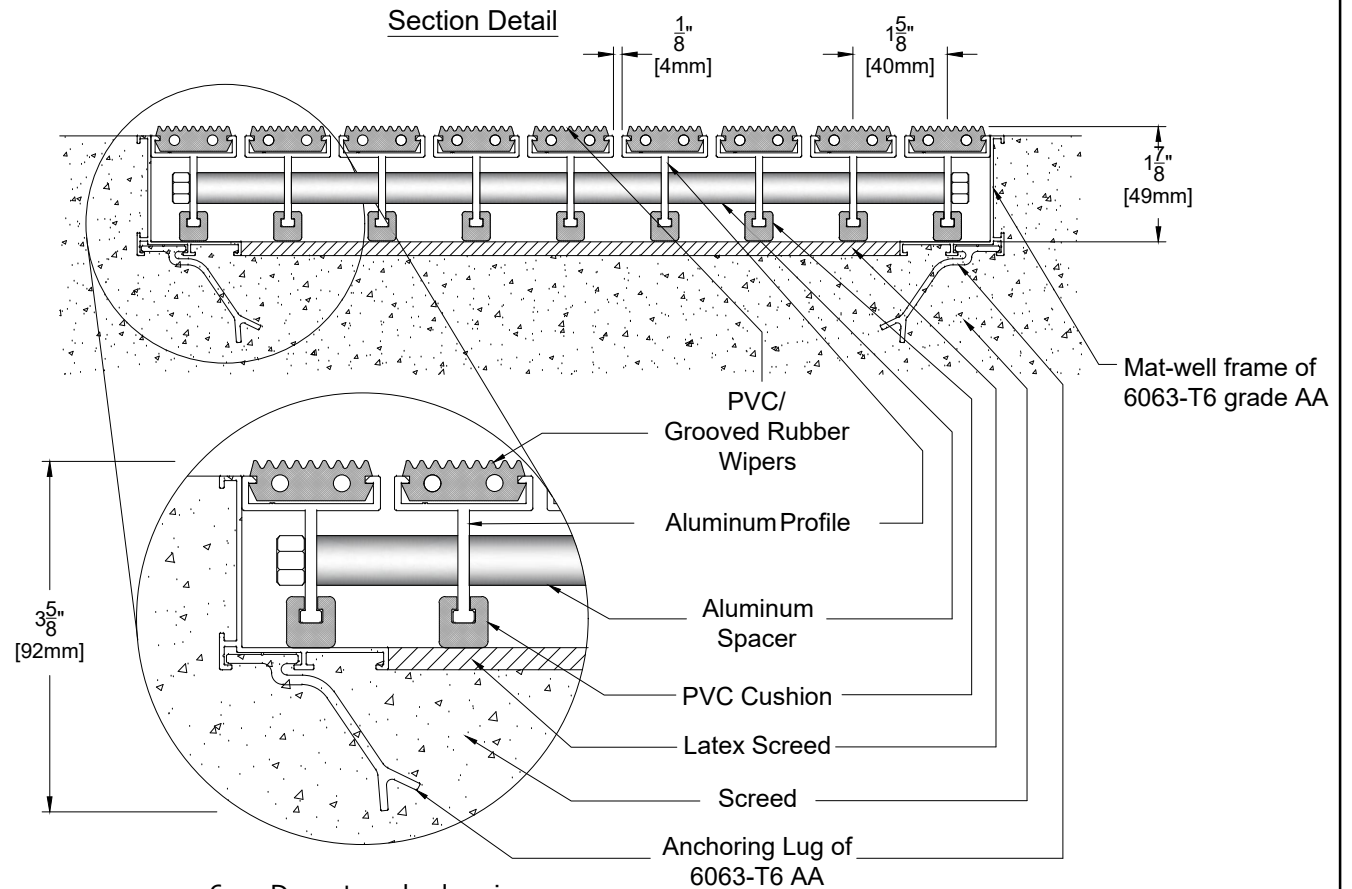 Section Detail
1/8"
[4mm]
1 5/8"
[40mm]
1 7/8"
[49mm]
Mat-well frame of
6063-T6 grade AA
PVC/
Grooved Rubber
Wipers
Aluminum Profile
Aluminum
Spacer
3 5/8"
[92mm]
PVC Cushion
Latex Screed
Screed
Anchoring Lug of
6063-T6 AA